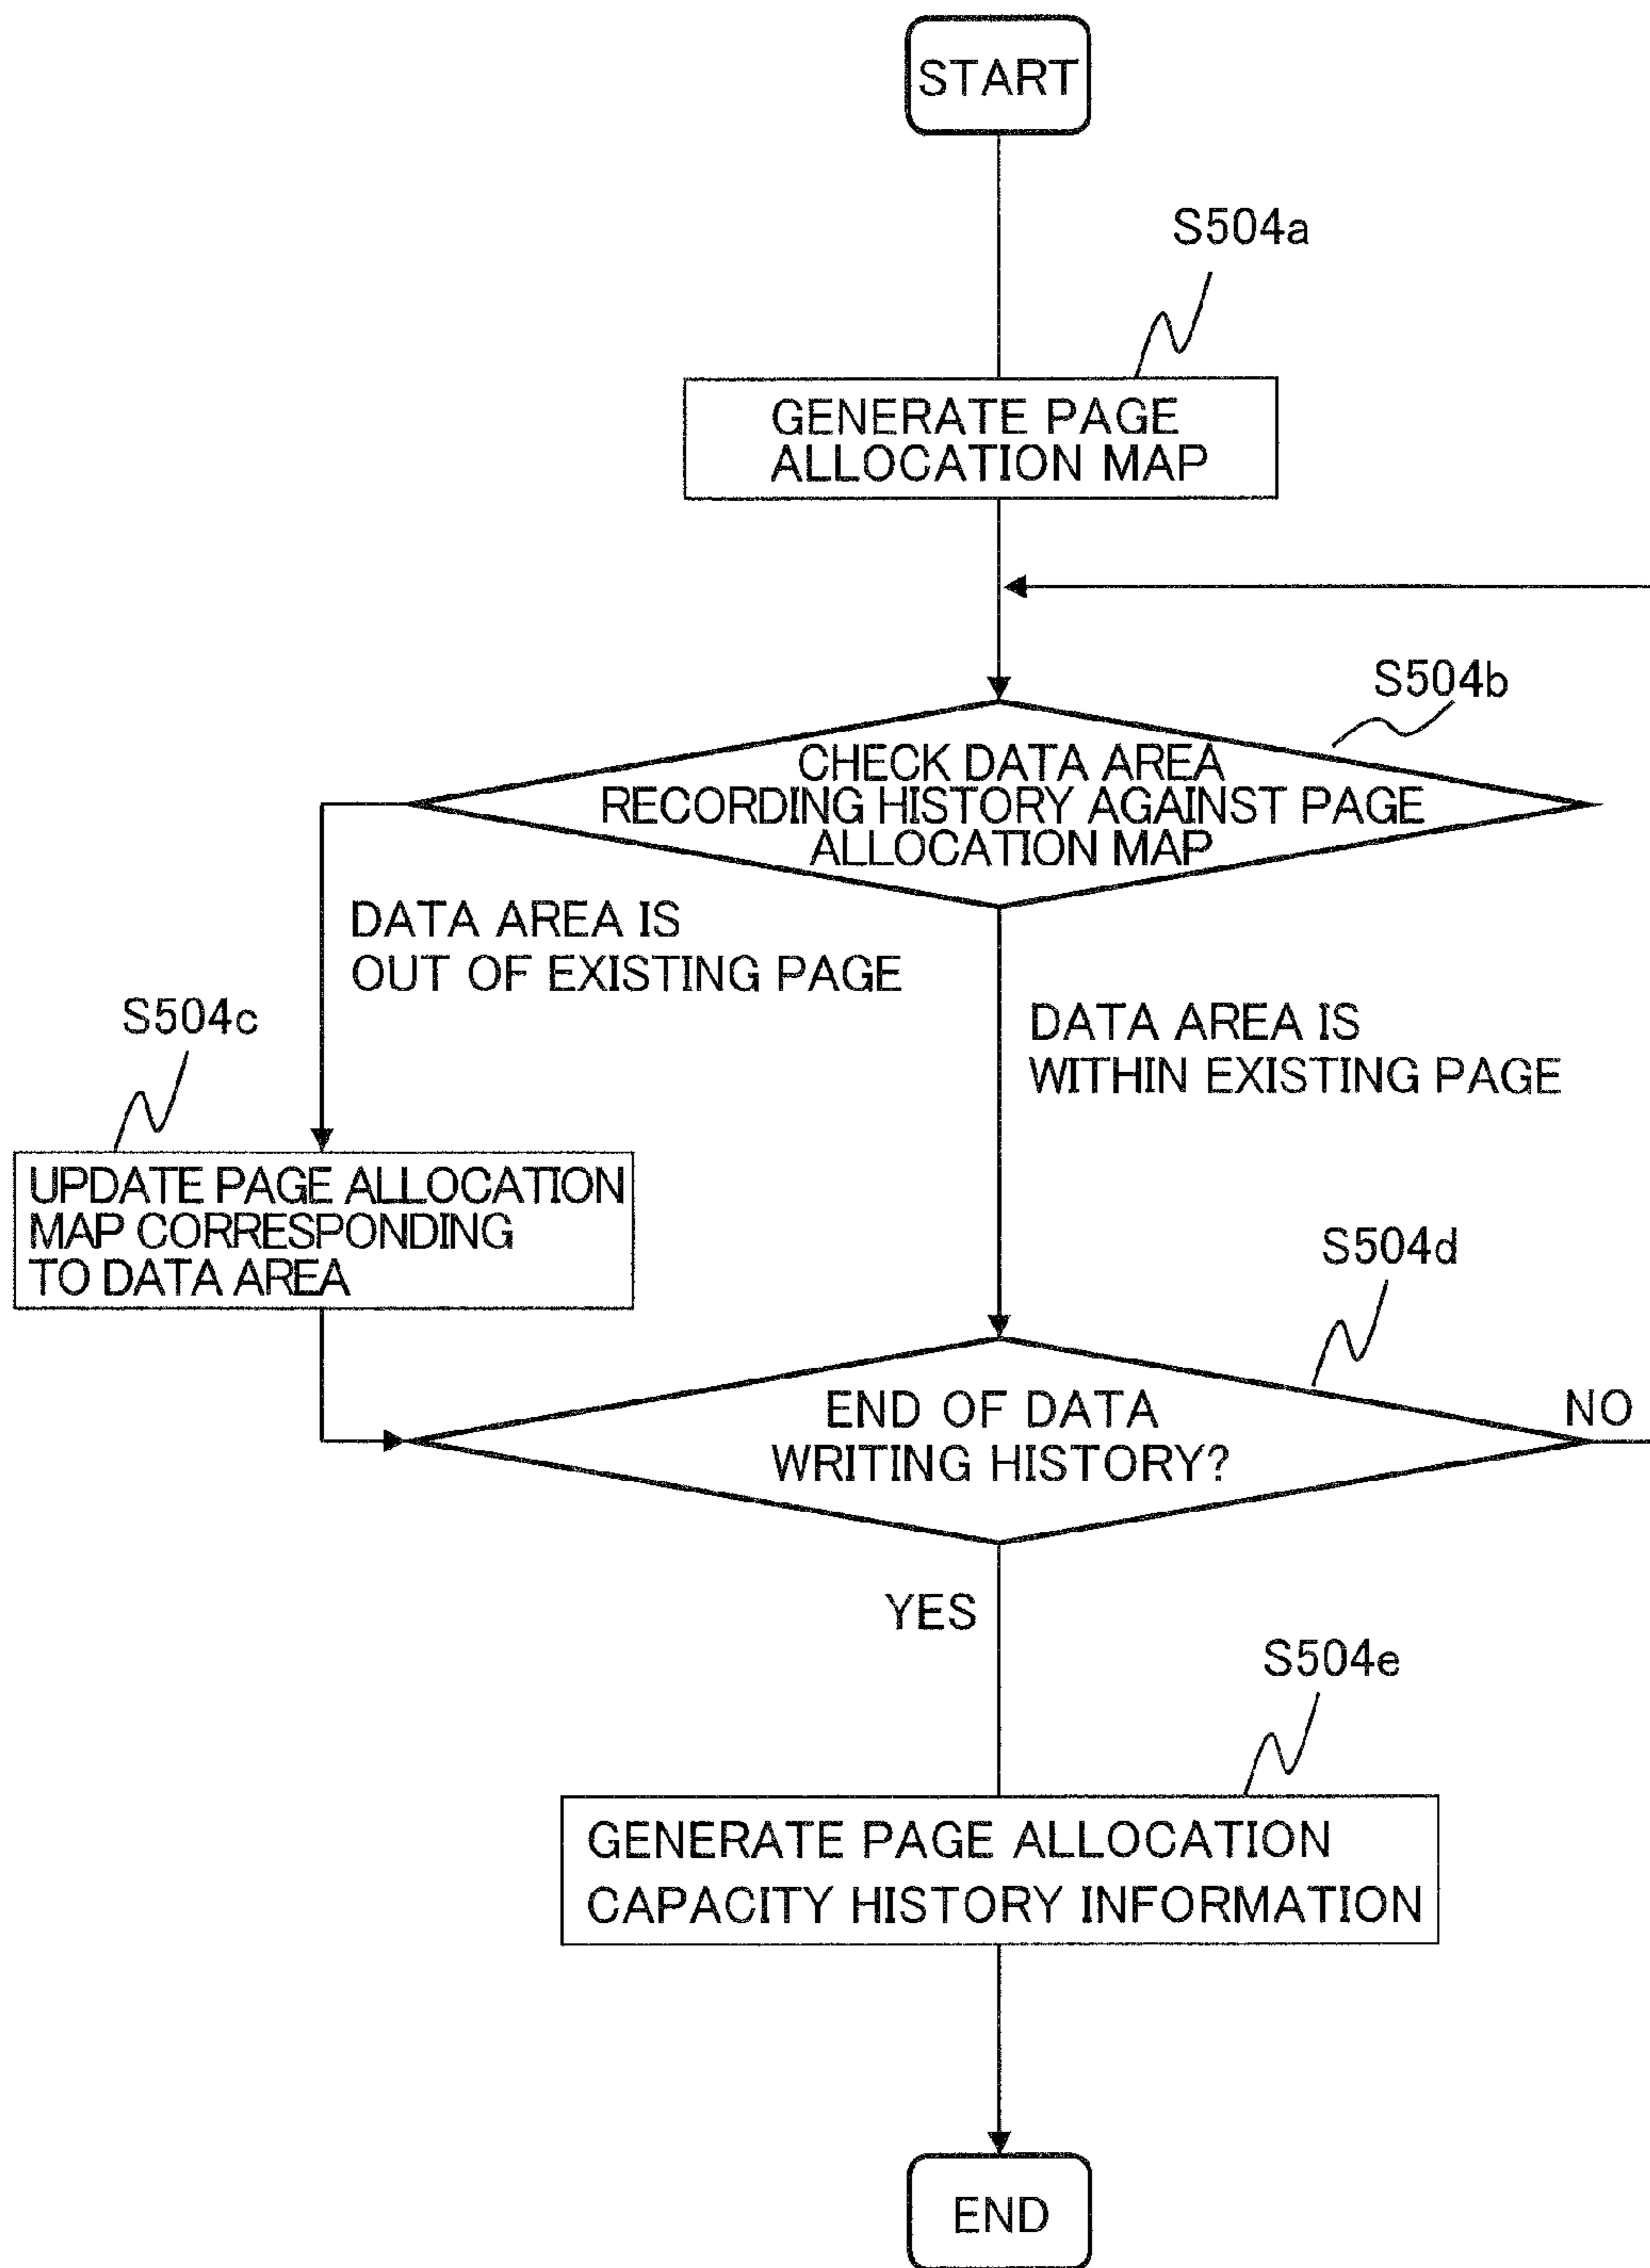 START
S504a
GENERATE PAGE
ALLOCATION MAP
S504b
CHECK DATA AREA
RECORDING HISTORY AGAINST PAGE
ALLOCATION MAP
DATA AREA IS
OUT OF EXISTING PAGE
S504c
DATA AREA IS
WITHIN EXISTING PAGE
UPDATE PAGE ALLOCATION
MAP CORRESPONDING
TO DATA AREA
S504d
END OF DATA
WRITING HISTORY?
NO
YES
S504e
GENERATE PAGE ALLOCATION
CAPACITY HISTORY INFORMATION
END